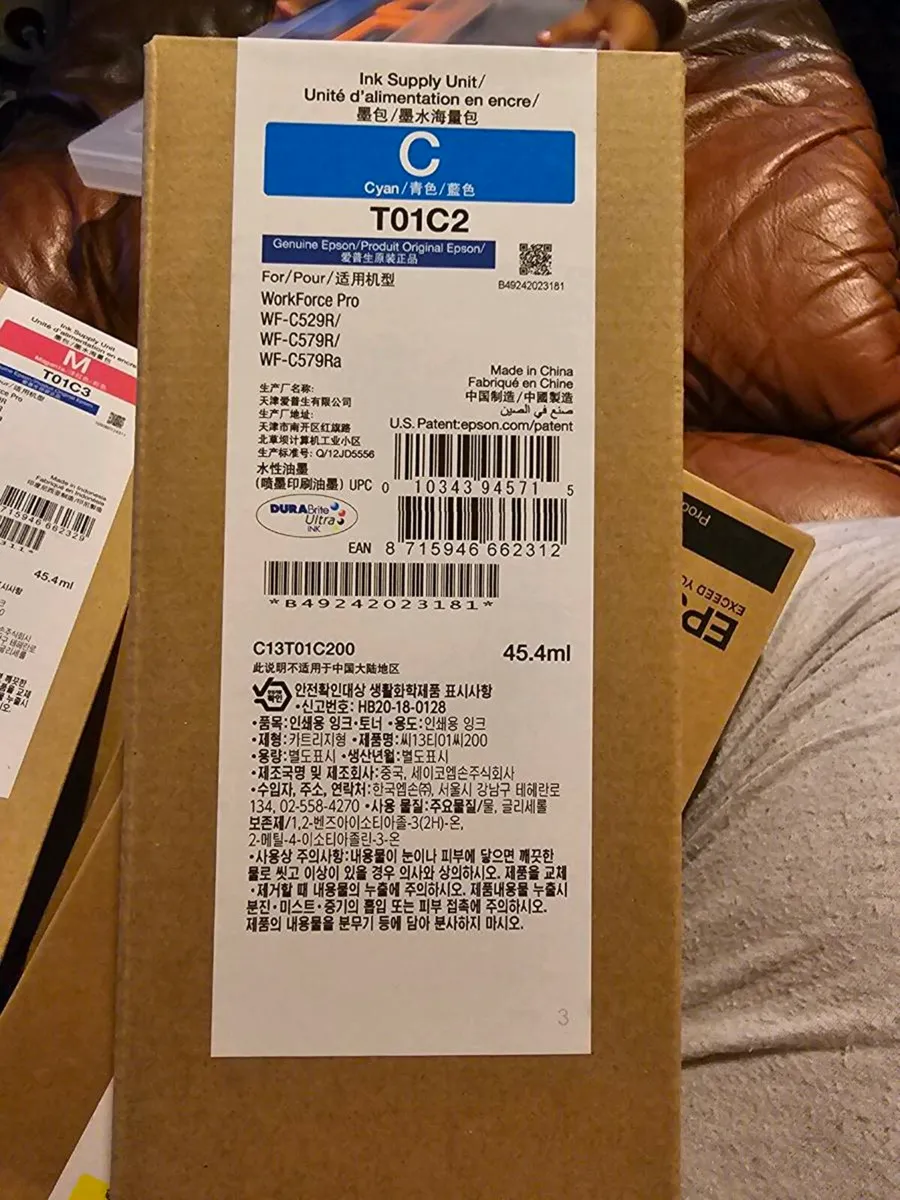 Ink Supply Unit/
Unité d'alimentation en encre/
墨包/墨水海量包
C
Cyan/青色/藍色
T01C2
Genuine Epson/Produit Original Epson/
爱普生原装正品
B49242023181
For/Pour/适用机型
WorkForce Pro
WF-C529R/
WF-C579R/
WF-C579Ra
Made in China
Fabriqué en Chine
中国制造/中國製造
صنع في الصين
U.S. Patent:epson.com/patent
生产厂名称:
天津爱普生有限公司
生产厂地址:
天津市南开区红旗路
北草坝计算机工业小区
生产标准号: Q/12JD5556
水性油墨
(喷墨印刷油墨) UPC
0 10343 94571 5
DURABrite
Ultra
INK
EAN 8 715946 662312
*B49242023181*
C13T01C200
45.4ml
此说明不适用于中国大陆地区
안전확인대상 생활화학제품 표시사항
•신고번호: HB20-18-0128
•품목:인쇄용 잉크•토너 •용도:인쇄용 잉크
•제형:카트리지형 •제품명:씨13티01씨200
•용량:별도표시 •생산년월:별도표시
•제조국명 및 제조회사:중국, 세이코엡손주식회사
•수입자, 주소, 연락처:한국엡손㈜, 서울시 강남구 테헤란로
134, 02-558-4270 •사용 물질:주요물질/물, 글리세롤
보존제/1,2-벤즈아이소티아졸-3(2H)-온,
2-메틸-4-이소티아졸린-3-온
•사용상 주의사항:내용물이 눈이나 피부에 닿으면 깨끗한
물로 씻고 이상이 있을 경우 의사와 상의하시오. 제품을 교체
•제거할 때 내용물의 누출에 주의하시오. 제품내용물 누출시
분진•미스트•증기의 흡입 또는 피부 접촉에 주의하시오.
제품의 내용물을 분무기 등에 담아 분사하지 마시오.
3
Ink Supply Unit
Unité d'alimentation en encre
墨包/墨水海量包
M
T01C3
Made in Indonesia
Fabriqué en Indonésie
45.4ml
EXCEED YO